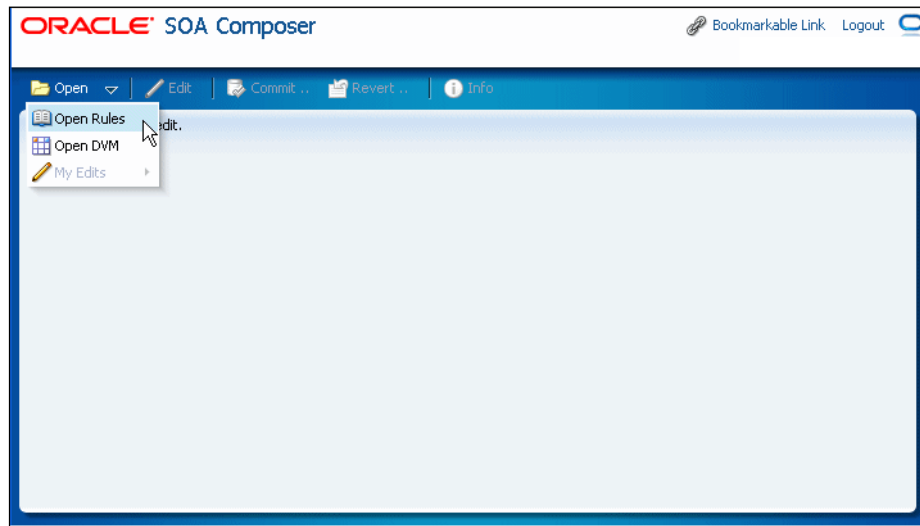 ORACLE SOA Composer
Bookmarkable Link Logout
Open Edit Commit .. Revert .. Info
Open Rules
edit.
Open DVM
My Edits